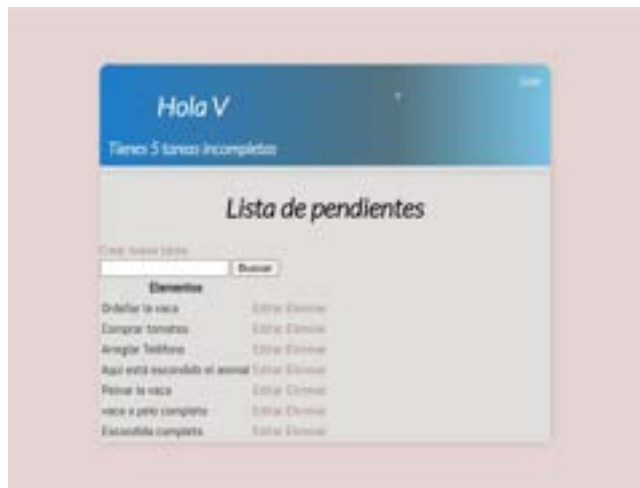 Hola V
Tienes 5 tareas incompletas
Lista de pendientes
Crear nueva tarea
Buscar
Elementos
Ordeñar la vaca Editar Eliminar
Comprar tomates Editar Eliminar
Arreglar Teléfono Editar Eliminar
Aqui está escondido el animal Editar Eliminar
Peinar la vaca Editar Eliminar
vaca a pelo completo Editar Eliminar
Escondida completa Editar Eliminar